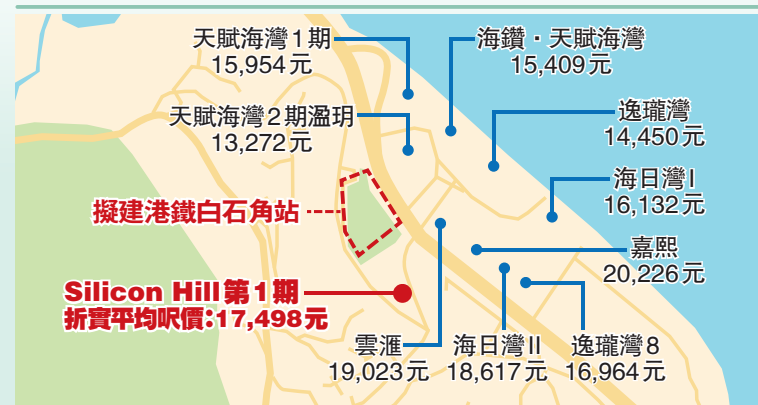 天賦海灣1期
15,954元
海鑽‧天賦海灣
15,409元
天賦海灣2期溋玥
13,272元
逸瓏灣
14,450元
海日灣I
16,132元
擬建港鐵白石角站
嘉熙
20,226元
Silicon Hill第1期
折實平均呎價:17,498元
雲滙
19,023元
海日灣II
18,617元
逸瓏灣8
16,964元